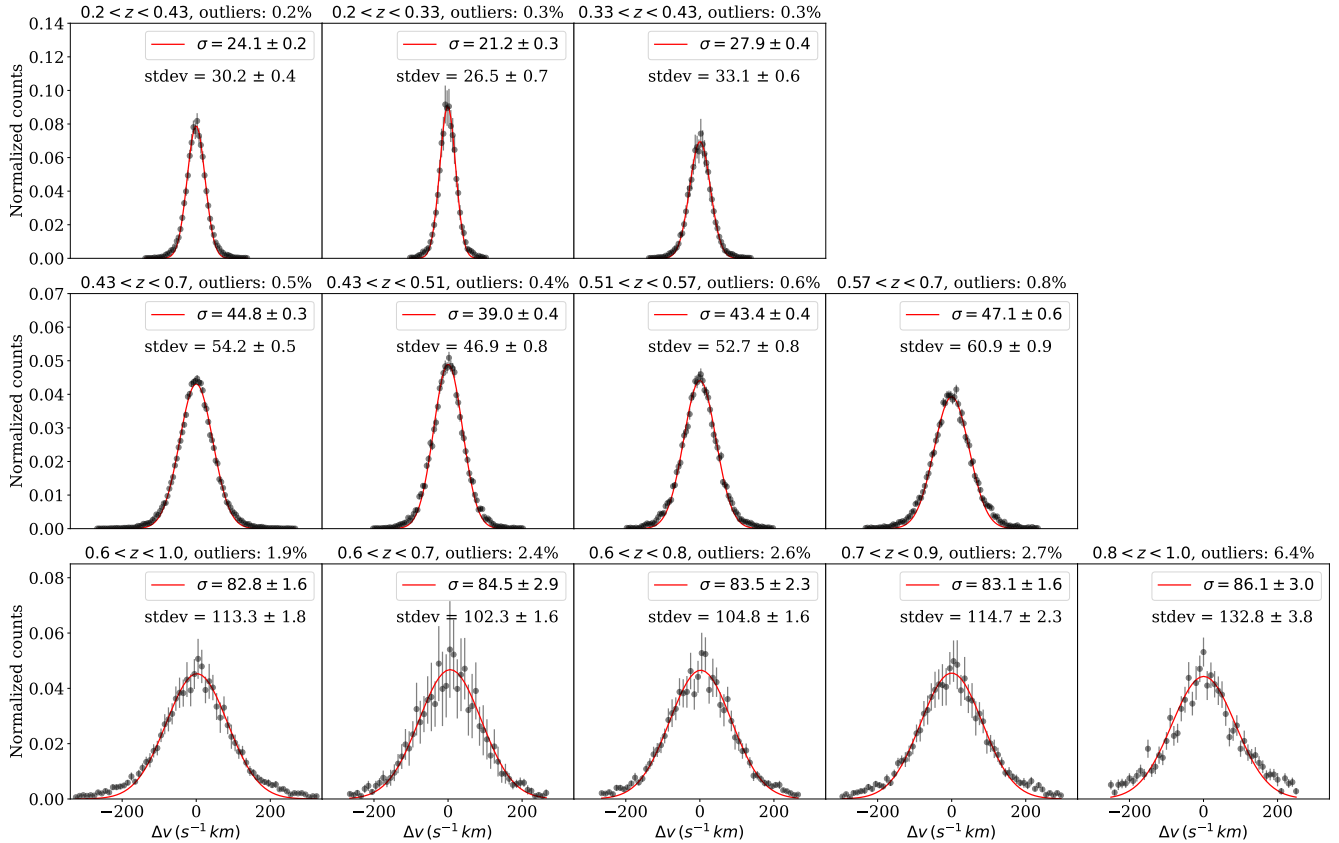 0.2 < z < 0.43, outliers: 0.2%
0.2 < z < 0.33, outliers: 0.3%
0.33 < z < 0.43, outliers: 0.3%
Normalized counts
0.14
0.12
0.10
0.08
0.06
0.04
0.02
0.00
σ = 24.1 ± 0.2
stdev = 30.2 ± 0.4
σ = 21.2 ± 0.3
stdev = 26.5 ± 0.7
σ = 27.9 ± 0.4
stdev = 33.1 ± 0.6
0.43 < z < 0.7, outliers: 0.5%
0.43 < z < 0.51, outliers: 0.4%
0.51 < z < 0.57, outliers: 0.6%
0.57 < z < 0.7, outliers: 0.8%
Normalized counts
0.07
0.06
0.05
0.04
0.03
0.02
0.01
0.00
σ = 44.8 ± 0.3
stdev = 54.2 ± 0.5
σ = 39.0 ± 0.4
stdev = 46.9 ± 0.8
σ = 43.4 ± 0.4
stdev = 52.7 ± 0.8
σ = 47.1 ± 0.6
stdev = 60.9 ± 0.9
0.6 < z < 1.0, outliers: 1.9%
0.6 < z < 0.7, outliers: 2.4%
0.6 < z < 0.8, outliers: 2.6%
0.7 < z < 0.9, outliers: 2.7%
0.8 < z < 1.0, outliers: 6.4%
Normalized counts
0.08
0.06
0.04
0.02
0.00
σ = 82.8 ± 1.6
stdev = 113.3 ± 1.8
σ = 84.5 ± 2.9
stdev = 102.3 ± 1.6
σ = 83.5 ± 2.3
stdev = 104.8 ± 1.6
σ = 83.1 ± 1.6
stdev = 114.7 ± 2.3
σ = 86.1 ± 3.0
stdev = 132.8 ± 3.8
−200 0 200
−200 0 200
−200 0 200
−200 0 200
−200 0 200
Δv (s⁻¹ km)
Δv (s⁻¹ km)
Δv (s⁻¹ km)
Δv (s⁻¹ km)
Δv (s⁻¹ km)